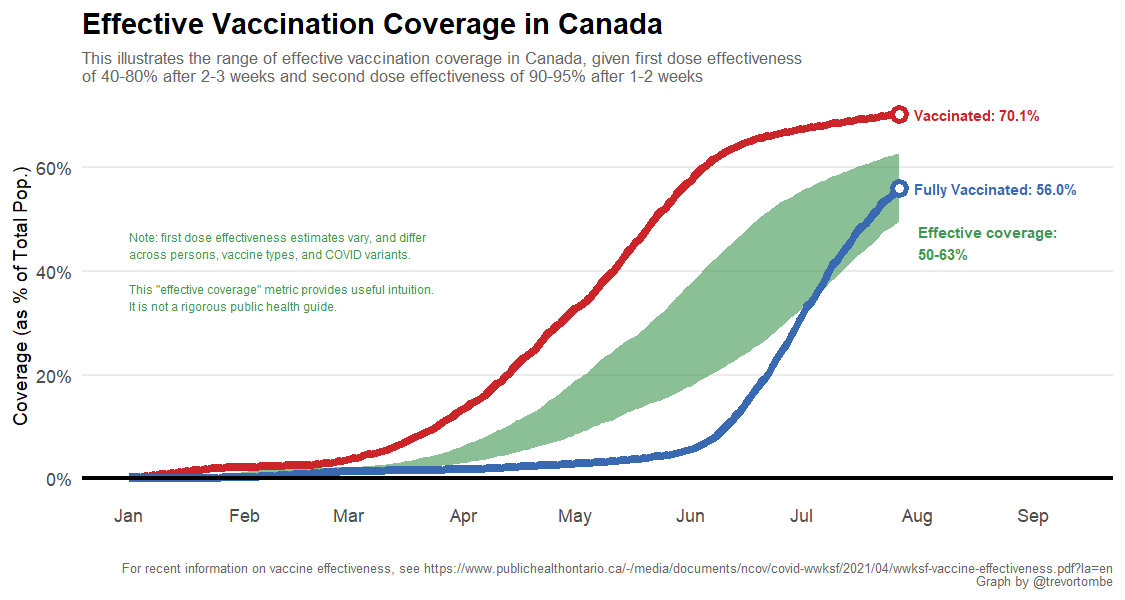 Effective Vaccination Coverage in Canada
This illustrates the range of effective vaccination coverage in Canada, given first dose effectiveness
of 40-80% after 2-3 weeks and second dose effectiveness of 90-95% after 1-2 weeks
Vaccinated: 70.1%
Fully Vaccinated: 56.0%
Effective coverage:
50-63%
Note: first dose effectiveness estimates vary, and differ
across persons, vaccine types, and COVID variants.
This "effective coverage" metric provides useful intuition.
It is not a rigorous public health guide.
Coverage (as % of Total Pop.)
60%
40%
20%
0%
Jan Feb Mar Apr May Jun Jul Aug Sep
For recent information on vaccine effectiveness, see https://www.publichealthontario.ca/-/media/documents/ncov/covid-wwksf/2021/04/wwksf-vaccine-effectiveness.pdf?la=en
Graph by @trevortombe